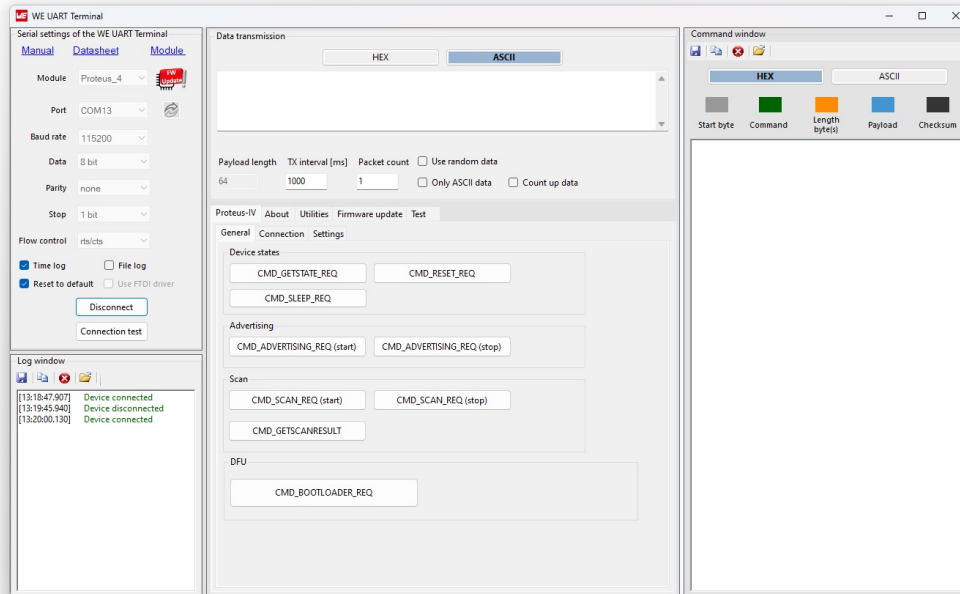 WE UART Terminal
Serial settings of the WE UART Terminal
Manual Datasheet Module
Module Proteus_4 FW Update
Port COM13
Baud rate 115200
Data 8 bit
Parity none
Stop 1 bit
Flow control rts/cts
Time log File log
Reset to default Use FTDI driver
Disconnect
Connection test
Log window
[13:18:47.907] Device connected
[13:19:45.940] Device disconnected
[13:20:00.130] Device connected
Data transmission
HEX ASCII
Payload length TX interval [ms] Packet count Use random data
64 1000 1 Only ASCII data Count up data
Proteus-IV About Utilities Firmware update Test
General Connection Settings
Device states
CMD_GETSTATE_REQ CMD_RESET_REQ
CMD_SLEEP_REQ
Advertising
CMD_ADVERTISING_REQ (start) CMD_ADVERTISING_REQ (stop)
Scan
CMD_SCAN_REQ (start) CMD_SCAN_REQ (stop)
CMD_GETSCANRESULT
DFU
CMD_BOOTLOADER_REQ
Command window
HEX ASCII
Start byte Command Length byte(s) Payload Checksum